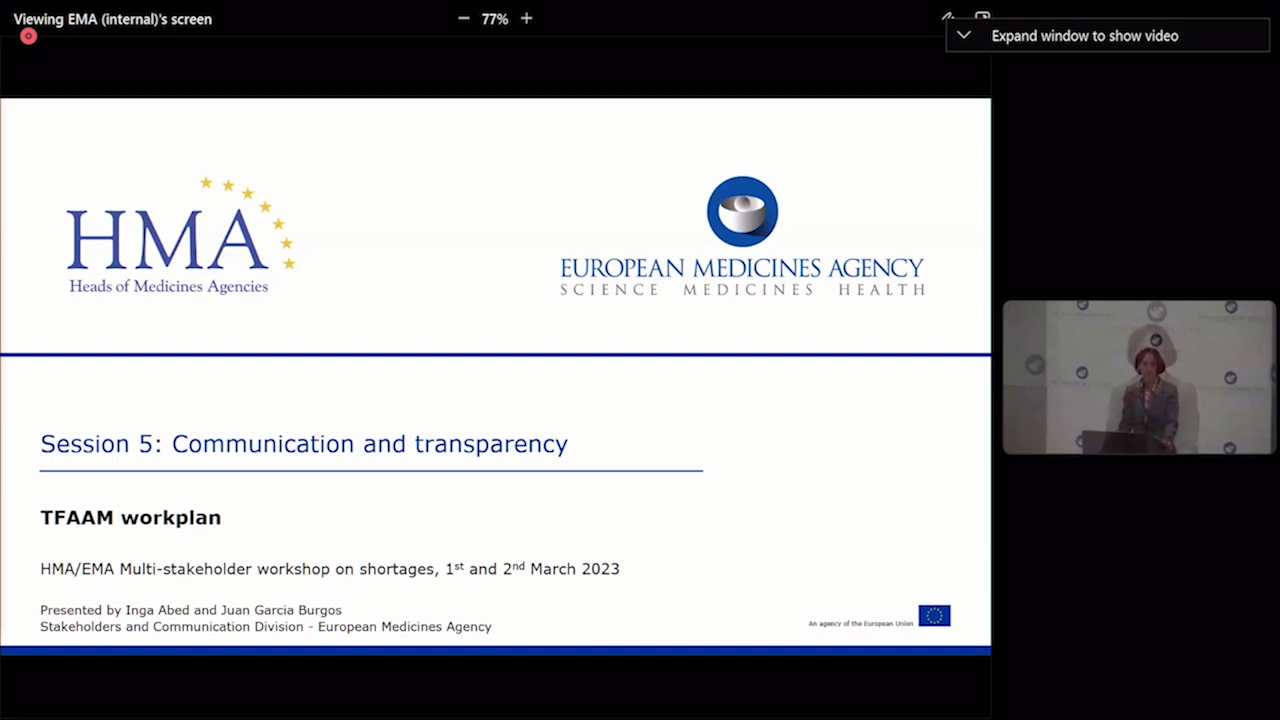 Viewing EMA (internal)'s screen
77%
Expand window to show video
HMA
Heads of Medicines Agencies
EUROPEAN MEDICINES AGENCY
SCIENCE MEDICINES HEALTH
Session 5: Communication and transparency
TFAAM workplan
HMA/EMA Multi-stakeholder workshop on shortages, 1st and 2nd March 2023
Presented by Inga Abed and Juan Garcia Burgos
Stakeholders and Communication Division - European Medicines Agency
An agency of the European Union